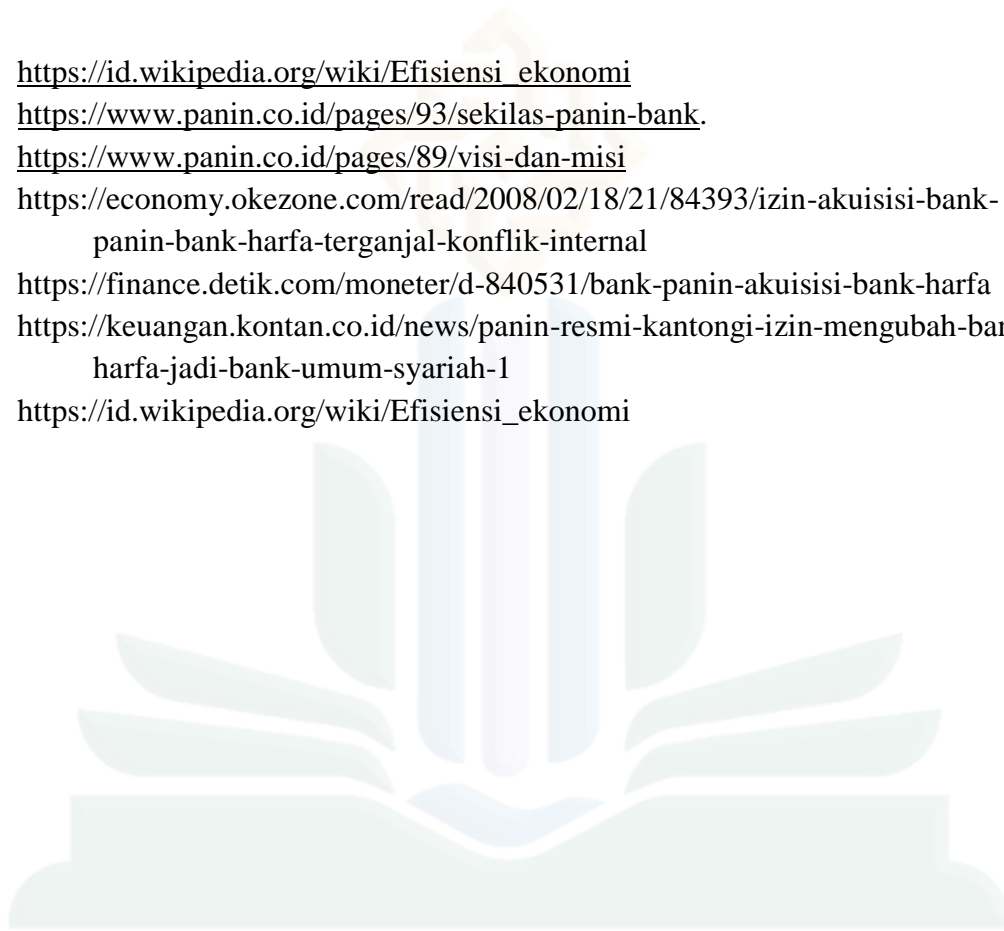 https://id.wikipedia.org/wiki/Efisiensi_ekonomi
https://www.panin.co.id/pages/93/sekilas-panin-bank.
https://www.panin.co.id/pages/89/visi-dan-misi
https://economy.okezone.com/read/2008/02/18/21/84393/izin-akuisisi-bank-
panin-bank-harfa-terganjal-konflik-internal
https://finance.detik.com/moneter/d-840531/bank-panin-akuisisi-bank-harfa
https://keuangan.kontan.co.id/news/panin-resmi-kantongi-izin-mengubah-ba
harfa-jadi-bank-umum-syariah-1
https://id.wikipedia.org/wiki/Efisiensi_ekonomi